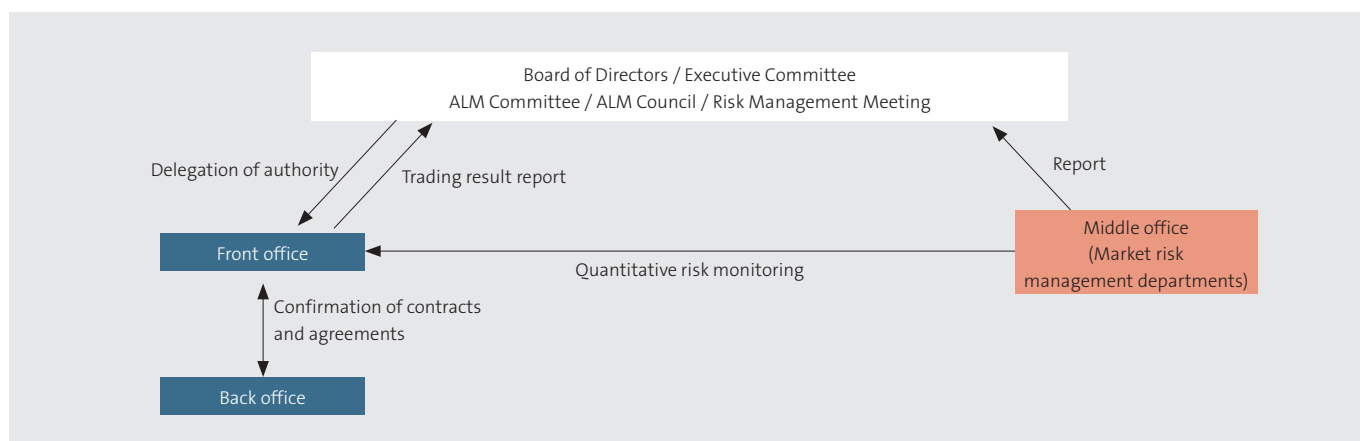 Board of Directors / Executive Committee
ALM Committee / ALM Council / Risk Management Meeting
Delegation of authority
Trading result report
Report
Front office
Quantitative risk monitoring
Middle office
(Market risk
management departments)
Confirmation of contracts
and agreements
Back office